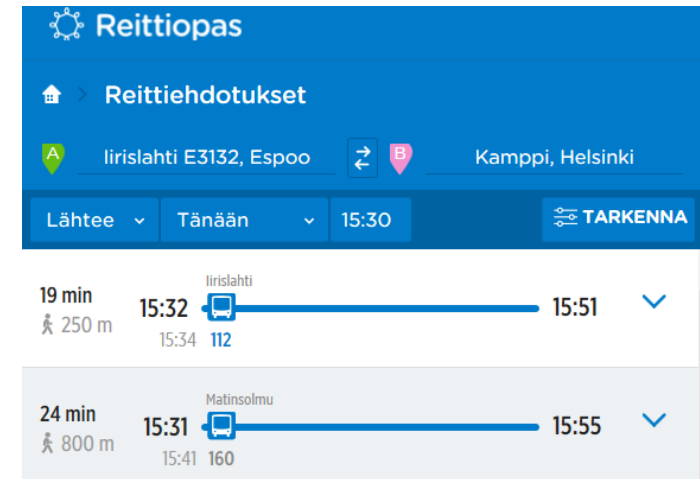 Reittiopas
Reittiehdotukset
A Iirislahti E3132, Espoo B Kamppi, Helsinki
Lähtee Tänään 15:30 TARKENNA
Iirislahti
19 min 15:32 15:51
250 m 15:34 112
Matinsolmu
24 min 15:31 15:55
800 m 15:41 160